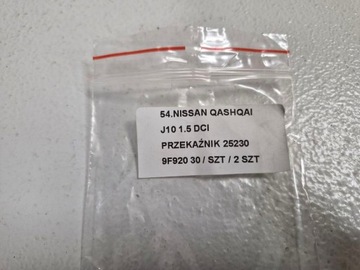 54.NISSAN QASHQAI
J10 1.5 DCI
PRZEKAŹNIK 25230
9F920 30 / SZT / 2 SZT